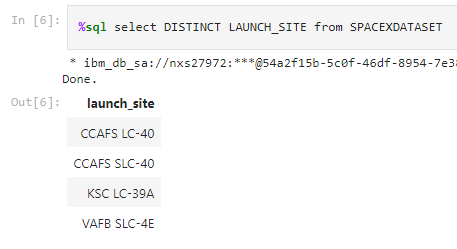 In [6]: %sql select DISTINCT LAUNCH_SITE from SPACEXDATASET
* ibm_db_sa://nxs27972:***@54a2f15b-5c0f-46df-8954-7e38
Done.
Out[6]: launch_site
CCAFS LC-40
CCAFS SLC-40
KSC LC-39A
VAFB SLC-4E